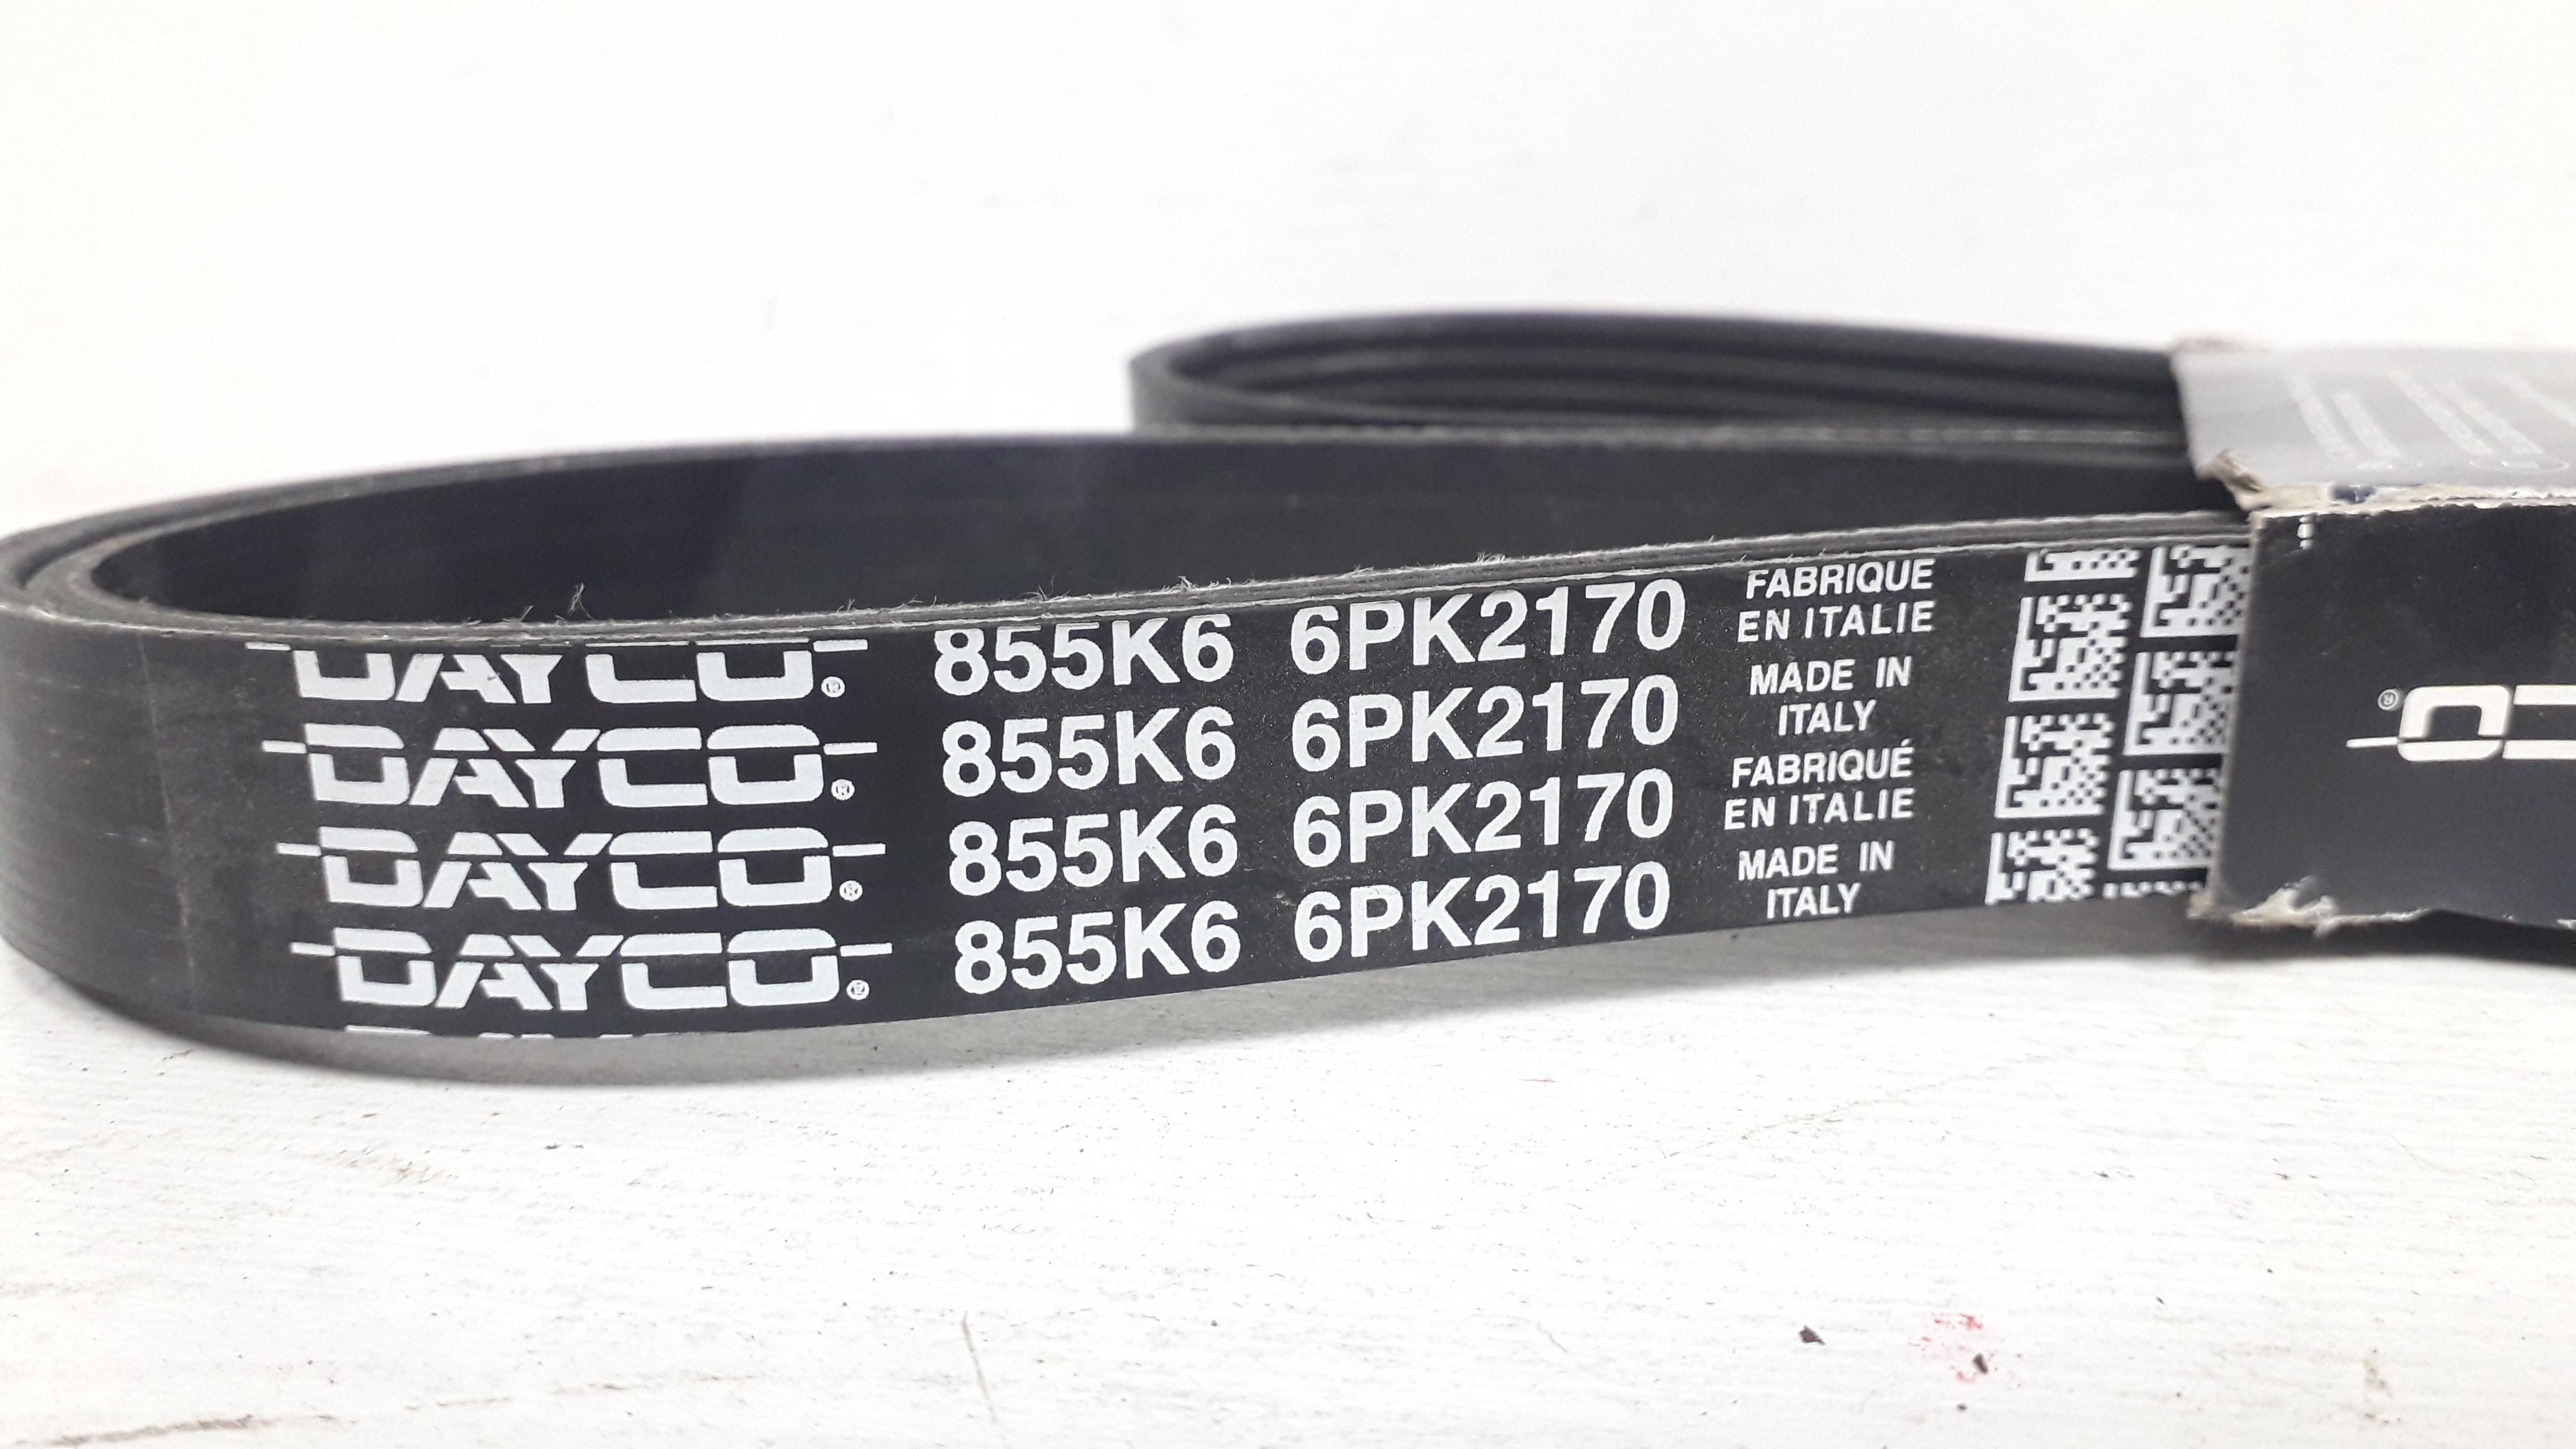 DAYCO® 855K6 6PK2170
DAYCO® 855K6 6PK2170
DAYCO® 855K6 6PK2170
DAYCO® 855K6 6PK2170
FABRIQUE
EN ITALIE
MADE IN
ITALY
FABRIQUÉ
EN ITALIE
MADE IN
ITALY